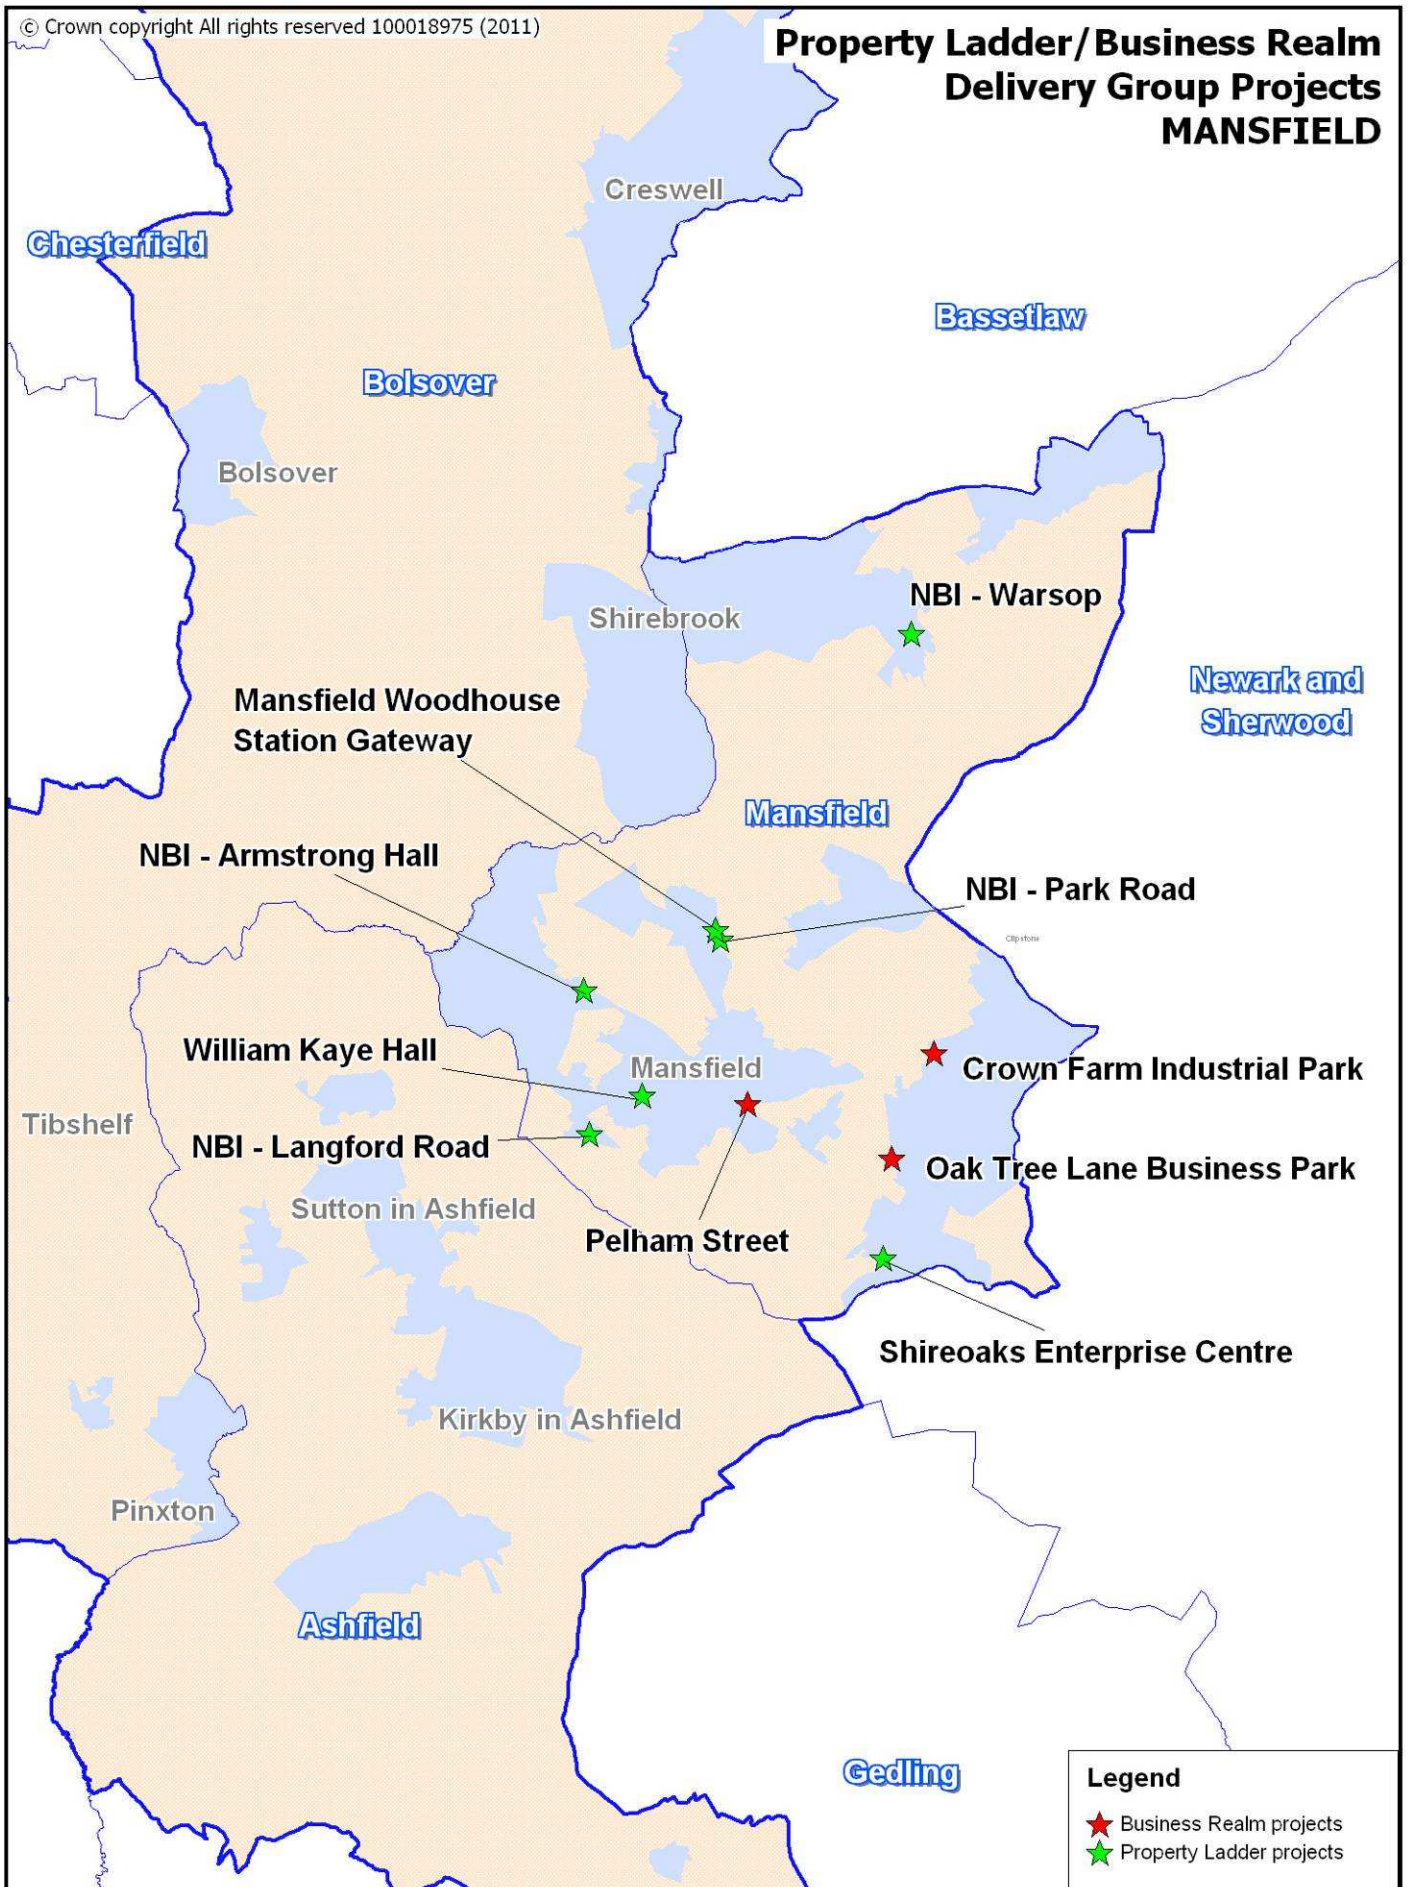 © Crown copyright All rights reserved 100018975 (2011)
Property Ladder/Business Realm
Delivery Group Projects
MANSFIELD
Creswell
Chesterfield
Bassetlaw
Bolsover
Bolsover
NBI - Warsop
Shirebrook
Newark and
Sherwood
Mansfield Woodhouse
Station Gateway
Mansfield
NBI - Armstrong Hall
NBI - Park Road
Clipstone
William Kaye Hall
Mansfield
Crown Farm Industrial Park
Tibshelf
NBI - Langford Road
Oak Tree Lane Business Park
Sutton in Ashfield
Pelham Street
Shireoaks Enterprise Centre
Kirkby in Ashfield
Pinxton
Ashfield
Gedling
Legend
Business Realm projects
Property Ladder projects